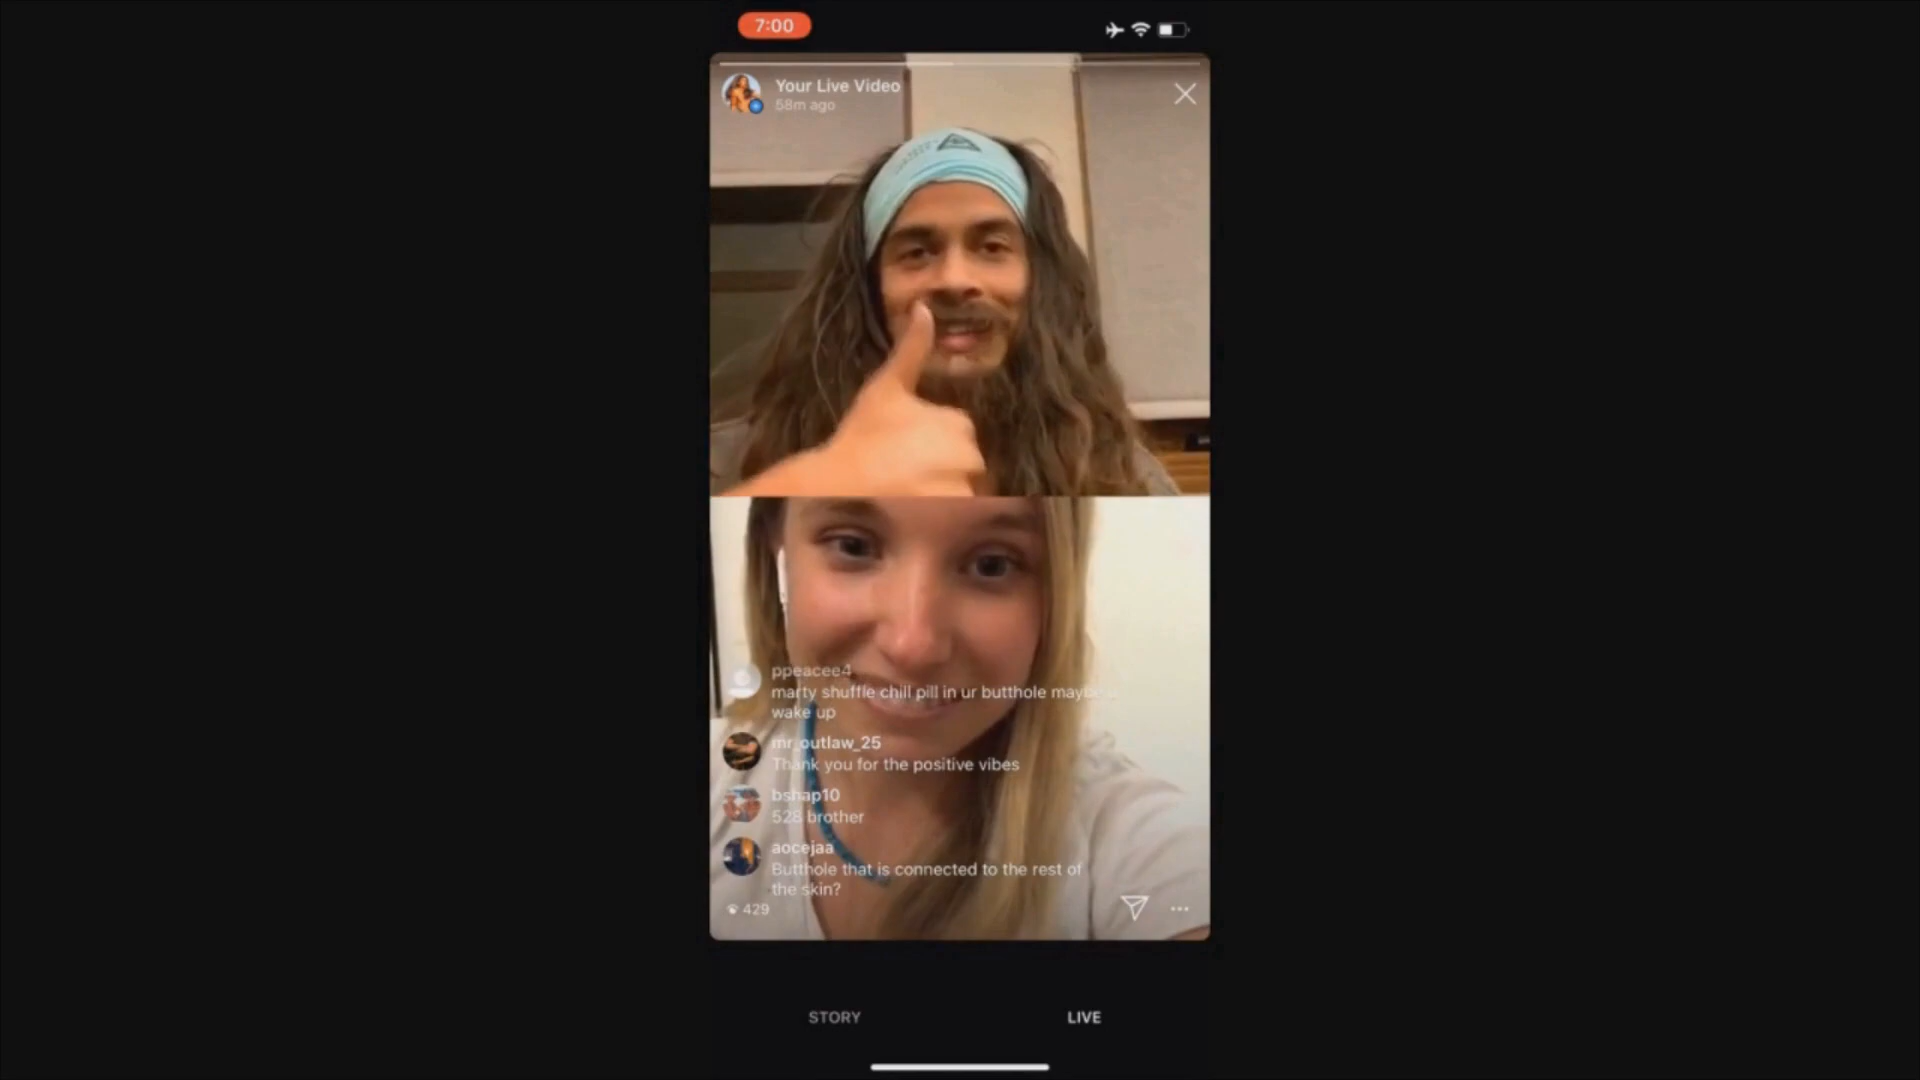 7:00
Your Live Video
58m ago
ppeacee4
marty shuffle chill pill in ur butthole maybe u
wake up
mr_outlaw_25
Thank you for the positive vibes
bshap10
528 brother
aocejaa
Butthole that is connected to the rest of
the skin?
429
STORY
LIVE